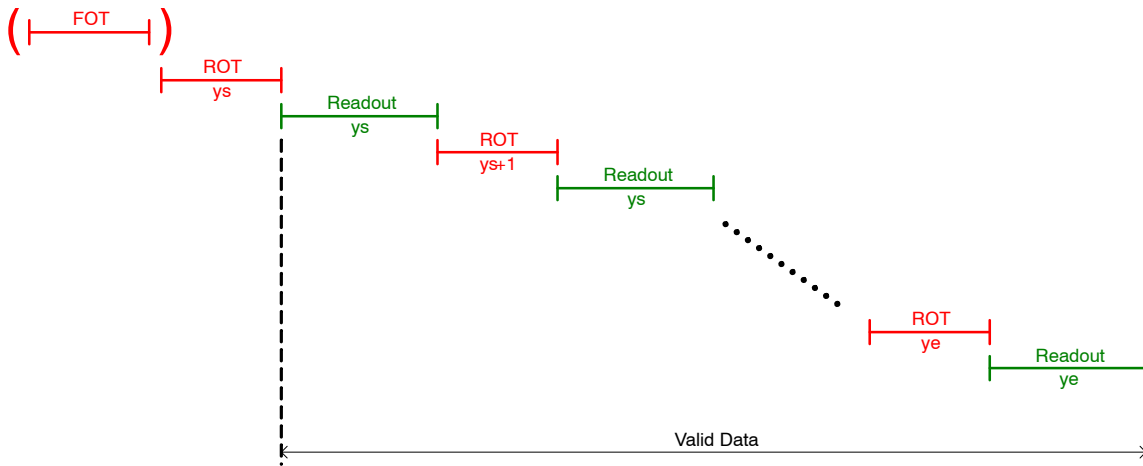 ( FOT )
ROT
ys
Readout
ys
ROT
ys+1
Readout
ys
ROT
ye
Readout
ye
Valid Data